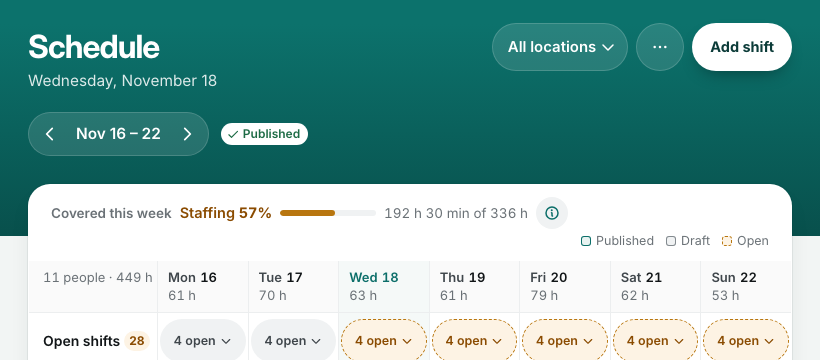 Schedule
All locations
Add shift
Wednesday, November 18
Nov 16 – 22
Published
Covered this week Staffing 57% 192 h 30 min of 336 h
Published Draft Open
11 people · 449 h Mon 16 Tue 17 Wed 18 Thu 19 Fri 20 Sat 21 Sun 22
61 h 70 h 63 h 61 h 79 h 62 h 53 h
Open shifts 28 4 open 4 open 4 open 4 open 4 open 4 open 4 open